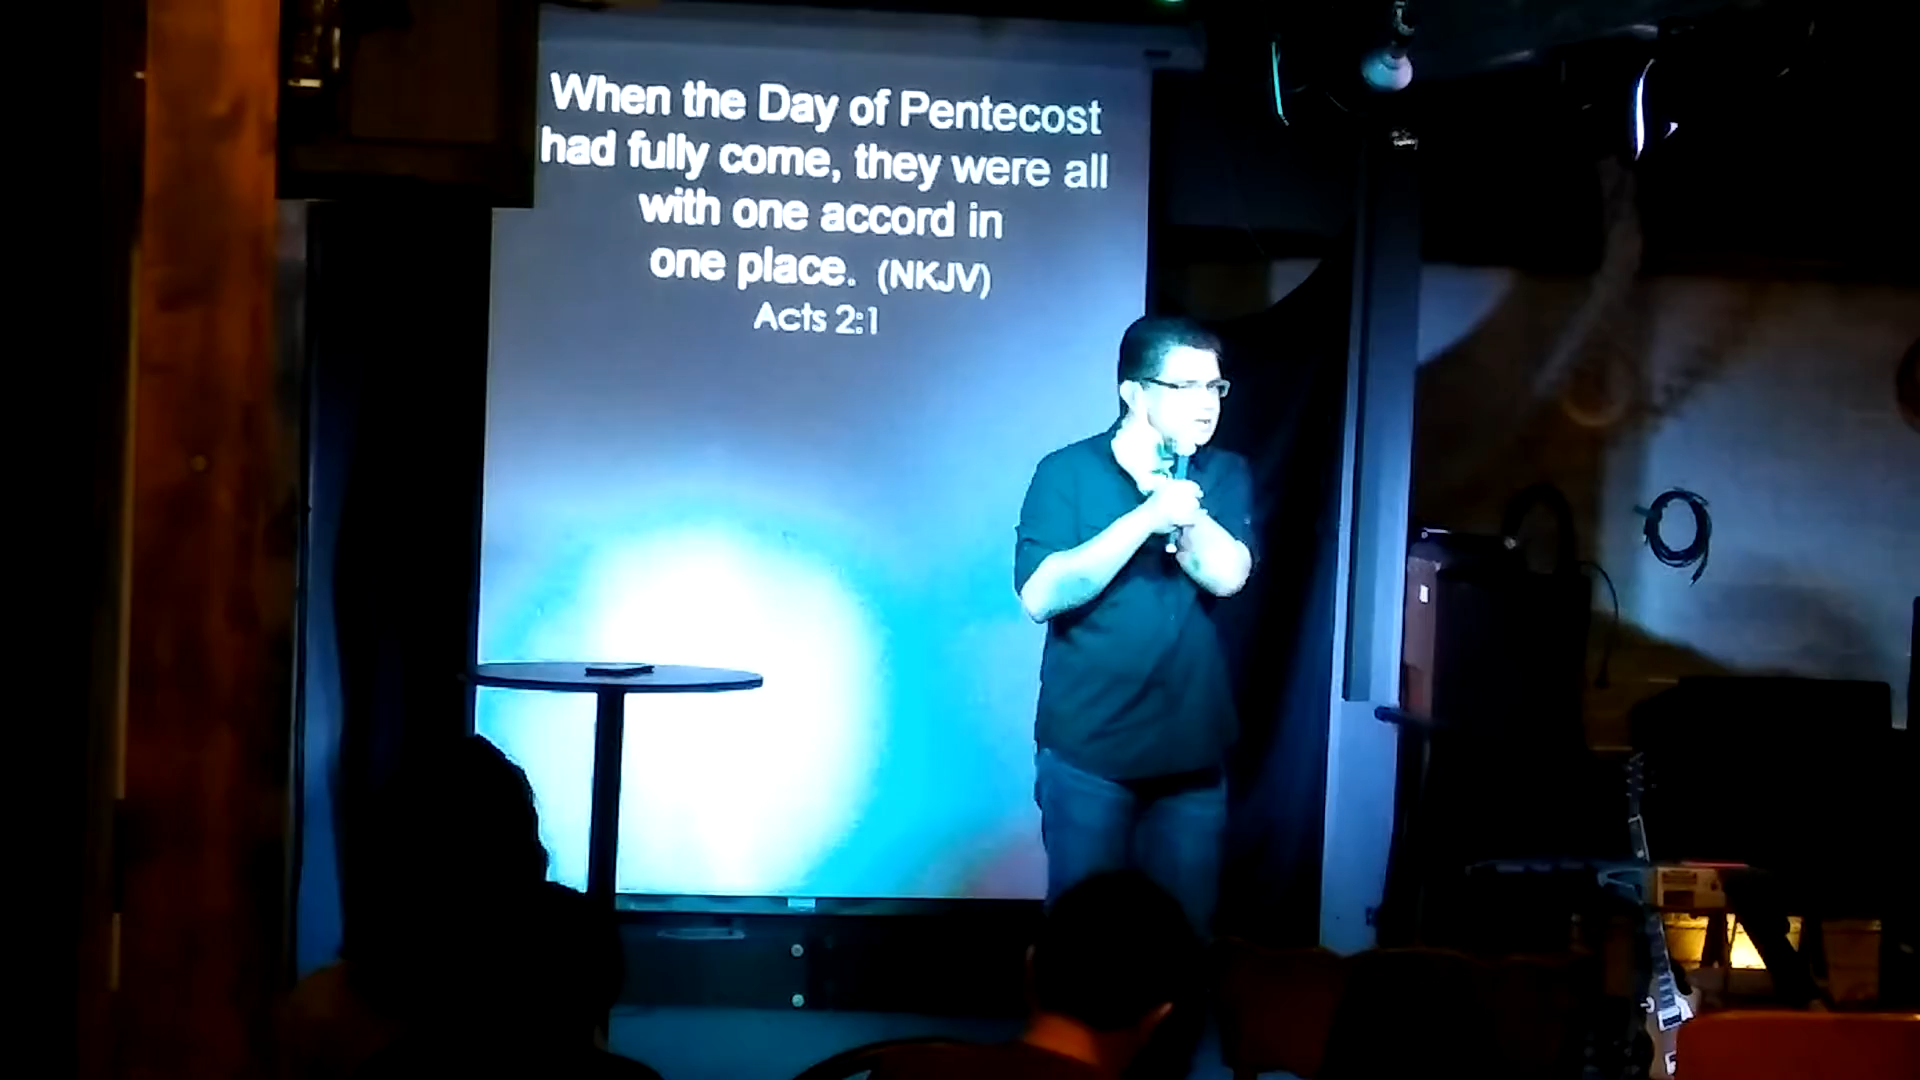 When the Day of Pentecost
had fully come, they were all
with one accord in
one place. (NKJV)
Acts 2:1